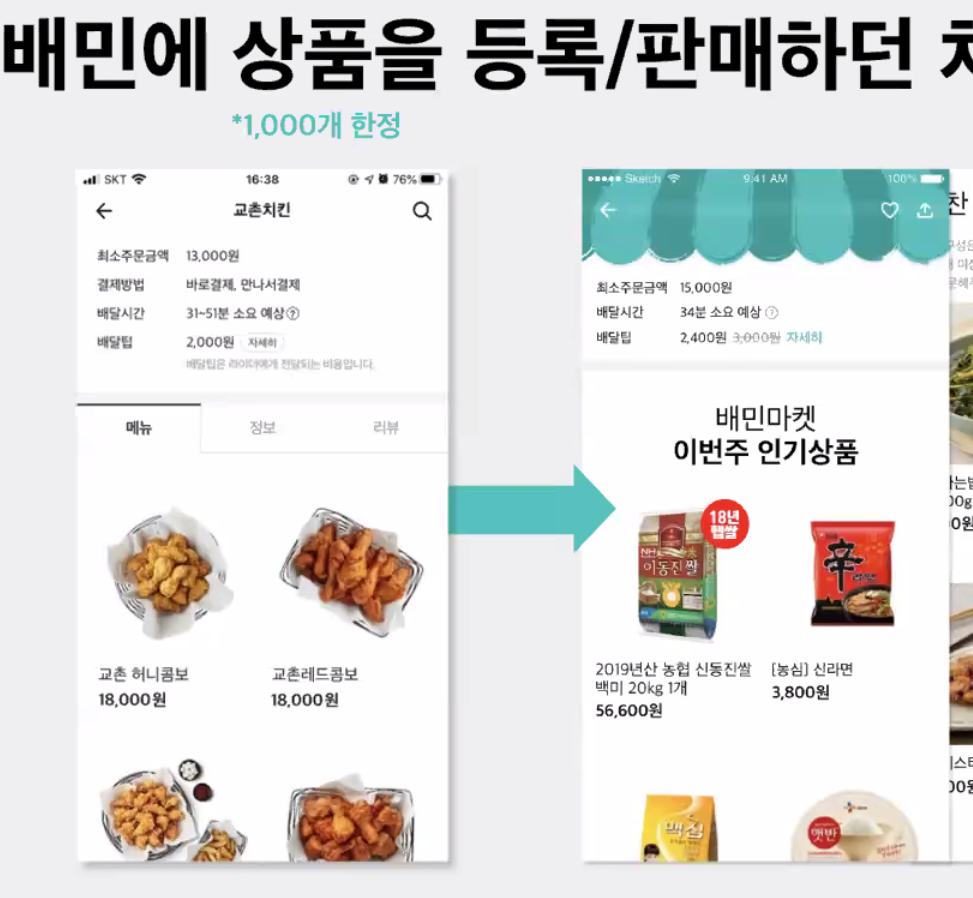 배민에 상품을 등록/판매하던
*1,000개 한정
SKT 16:38 76%
교촌치킨
최소주문금액 13,000원
결제방법 바로결제, 만나서결제
배달시간 31~51분 소요 예상?
배달팁 2,000원 자세히
배달팁은 라이더에게 전달되는 비용입니다.
메뉴 정보 리뷰
교촌 허니콤보
18,000원
교촌레드콤보
18,000원
Sketch 9:41 AM 100%
최소주문금액 15,000원
배달시간 34분 소요 예상?
배달팁 2,400원 3,000원 자세히
배민마켓
이번주 인기상품
18년
햅쌀
이동진쌀
辛
라면
2019년산 농협 신동진쌀
백미 20kg 1개
56,600원
[농심] 신라면
3,800원
백설
햇반
찬